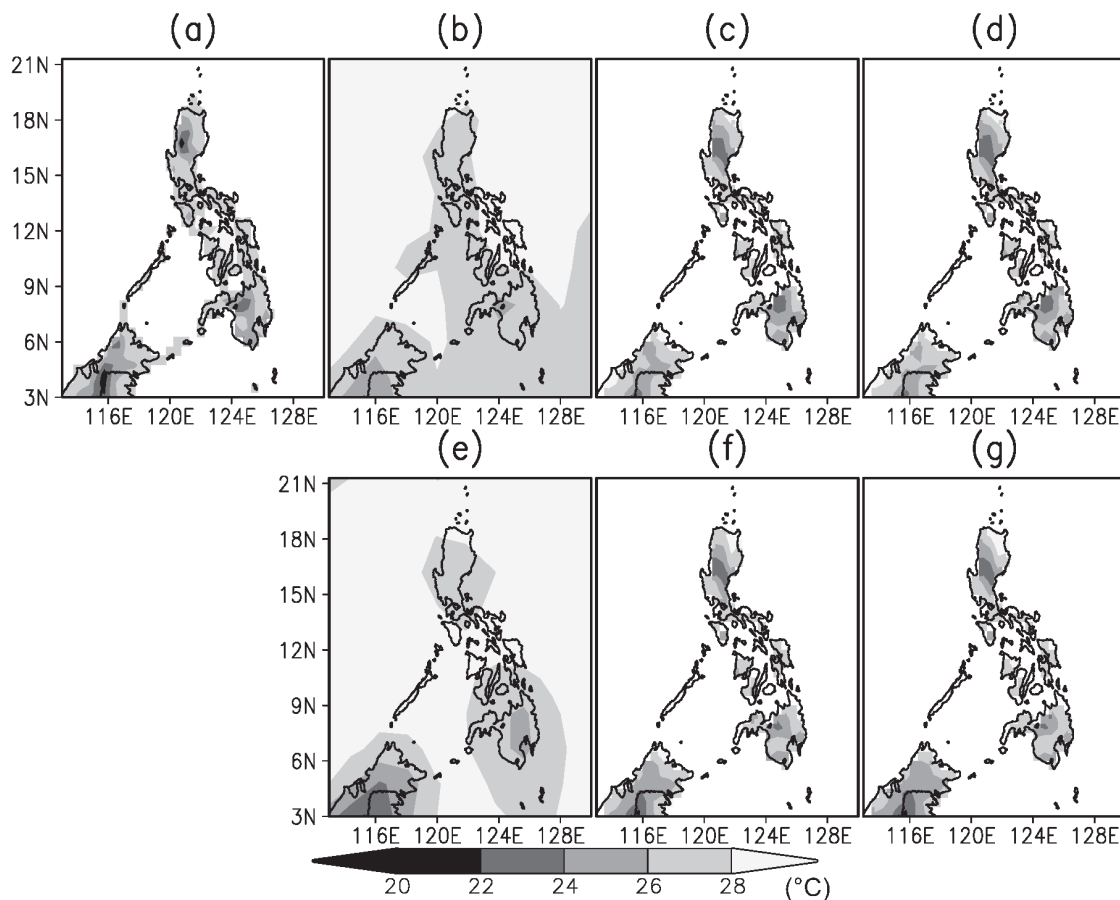 (a) (b) (c) (d)
21N
18N
15N
12N
9N
6N
3N
116E 120E 124E 128E 116E 120E 124E 128E 116E 120E 124E 128E 116E 120E 124E 128E
(e) (f) (g)
21N
18N
15N
12N
9N
6N
3N
116E 120E 124E 128E 116E 120E 124E 128E 116E 120E 124E 128E
20 22 24 26 28 (°C)